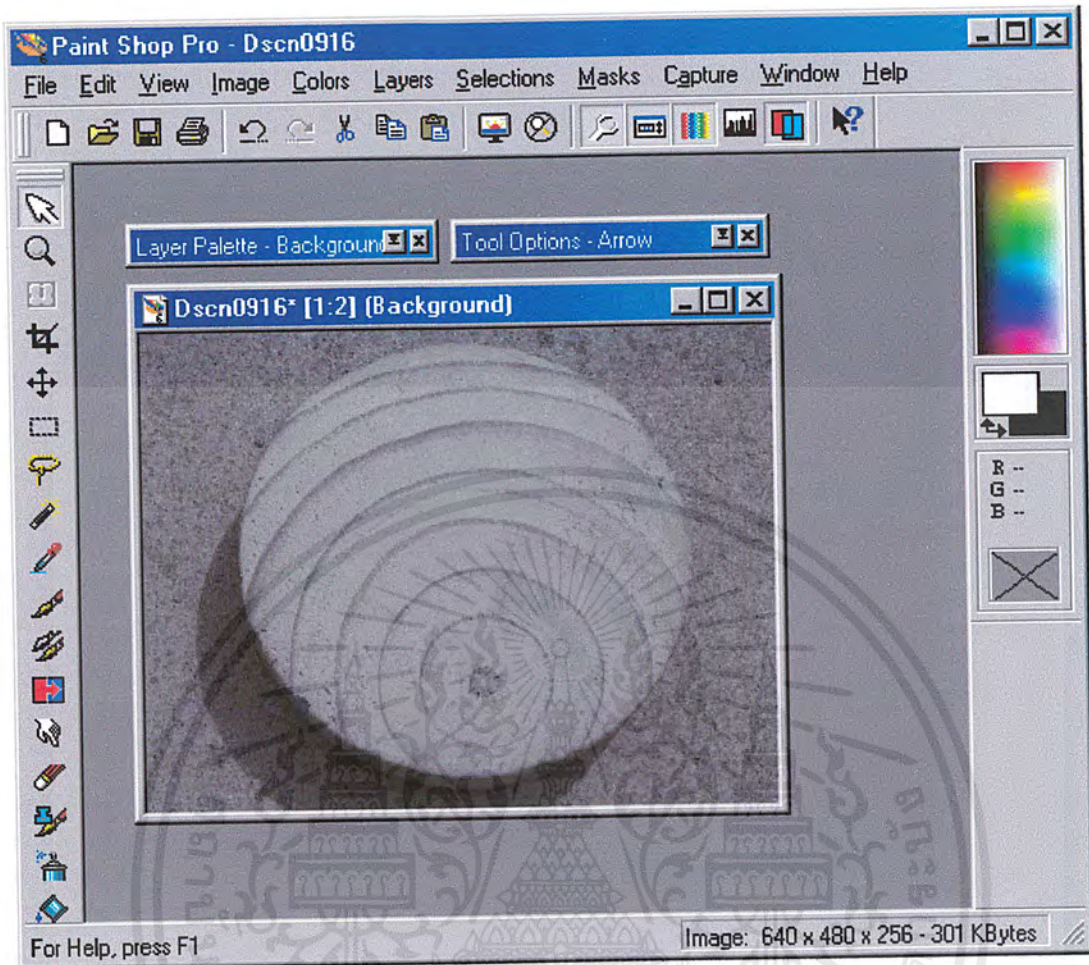 Paint Shop Pro - Dscn0916
File Edit View Image Colors Layers Selections Masks Capture Window Help
Layer Palette - Background
Tool Options - Arrow
Dscn0916* [1:2] (Background)
R --
G --
B --
For Help, press F1
Image: 640 x 480 x 256 - 301 KBytes